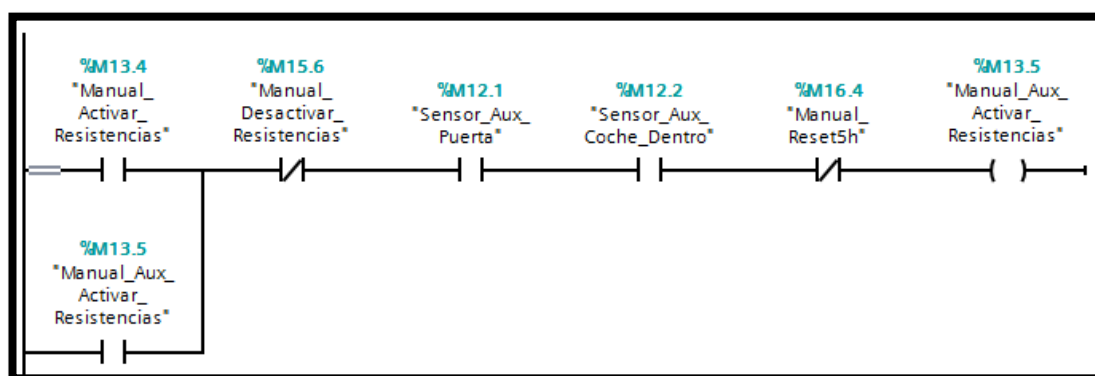 %M13.4
"Manual_
Activar_
Resistencias"
%M15.6
"Manual_
Desactivar_
Resistencias"
%M12.1
"Sensor_Aux_
Puerta"
%M12.2
"Sensor_Aux_
Coche_Dentro"
%M16.4
"Manual_
Reset5h"
%M13.5
"Manual_Aux_
Activar_
Resistencias"
%M13.5
"Manual_Aux_
Activar_
Resistencias"